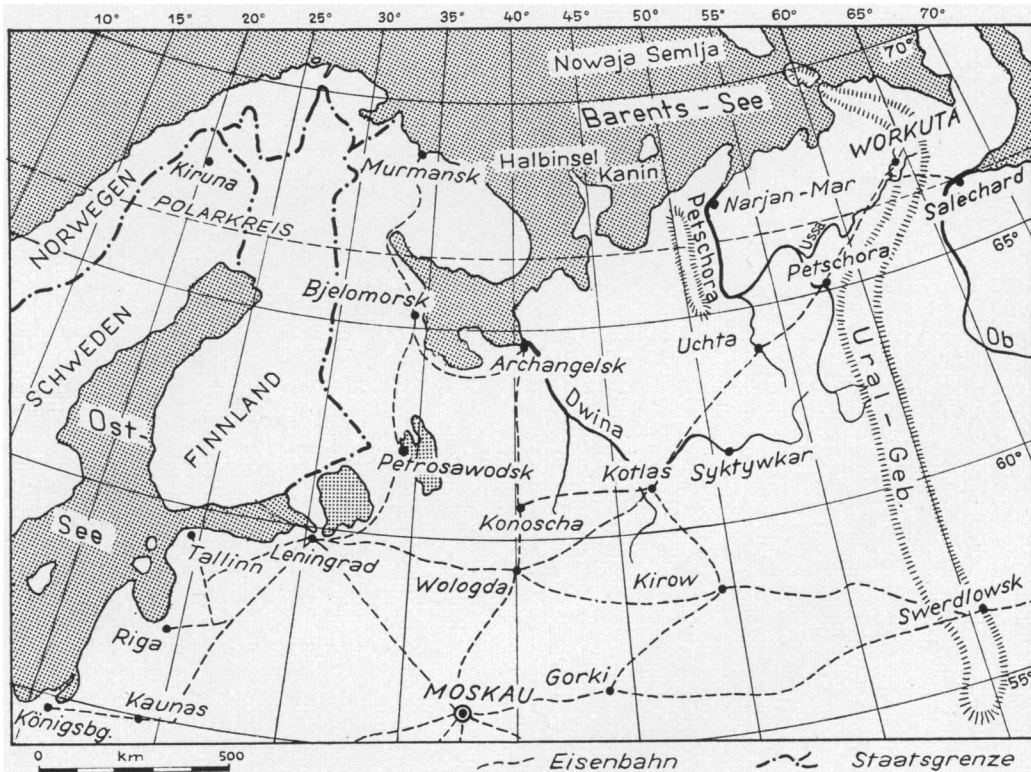 10° 15° 20° 25° 30° 35° 40° 45° 50° 55° 60° 65° 70°
Nowaja Semlja
70°
Barents - See
WORKUTA
Halbinsel
Kanin
Murmansk
Kiruna
NORWEGEN
POLARKREIS
Narjan-Mar
Salechard
Perschora
Ussa
65°
Petschora
Bjelomorsk
SCHWEDEN
Uchta
Ob
Archangelsk
Ural - Geb.
FINNLAND
Ost-
See
Dwina
Petrosawodsk
Kotlas
Syktywkar
60°
Konoscha
Tallinn
Leningrad
Wologda
Kirow
Swerdlowsk
Riga
Gorki
55°
MOSKAU
Kaunas
Königsbg.
0 km 500
Eisenbahn
Staatsgrenze